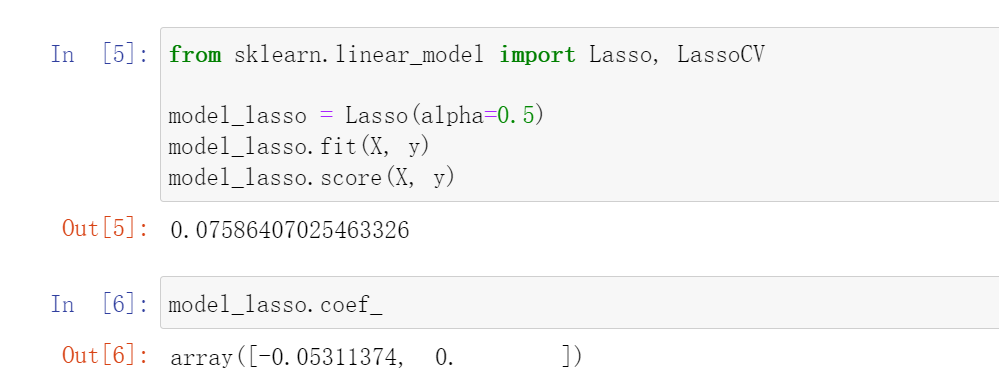 In [5]: from sklearn.linear_model import Lasso, LassoCV
model_lasso = Lasso(alpha=0.5)
model_lasso.fit(X, y)
model_lasso.score(X, y)
Out[5]: 0.07586407025463326
In [6]: model_lasso.coef_
Out[6]: array([-0.05311374, 0. ])